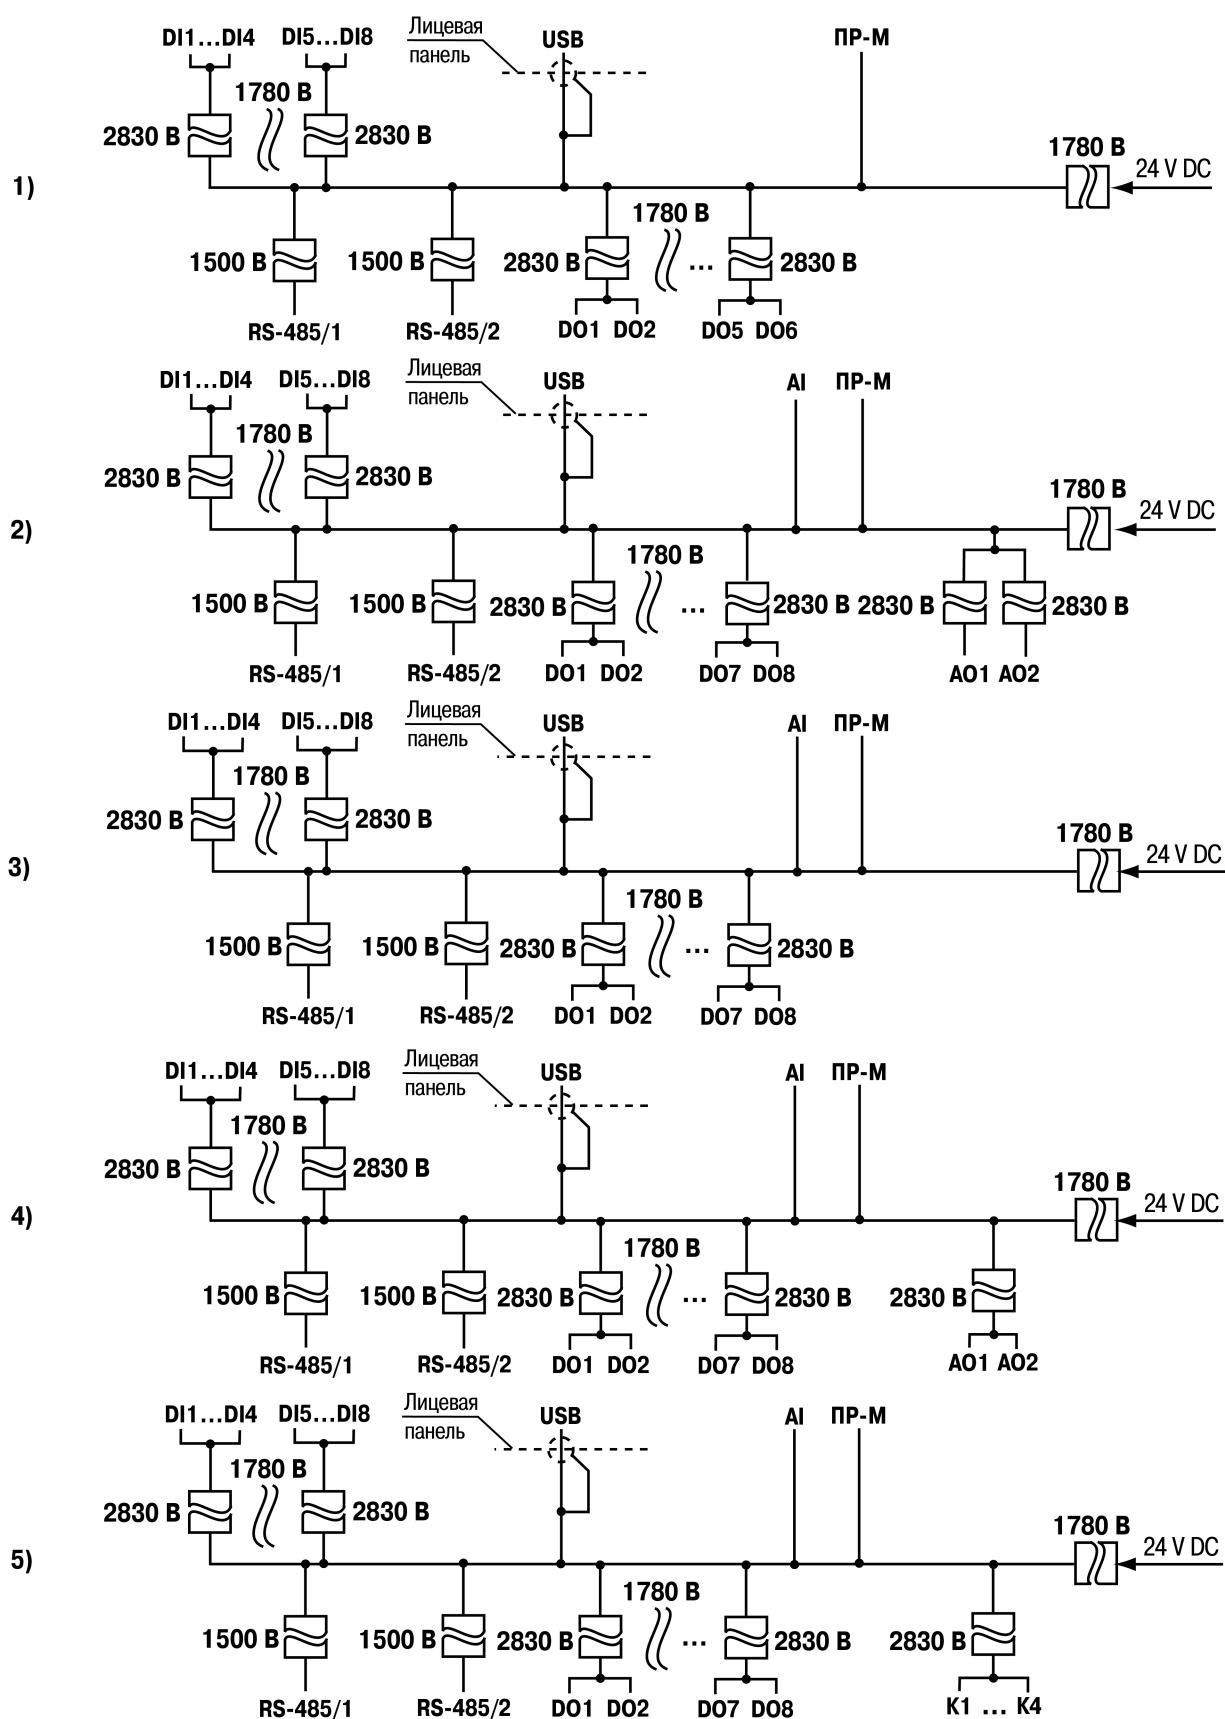 DI1...DI4 DI5...DI8 Лицевая панель USB ПР-М
1780 В
2830 В 2830 В 1780 В 24 V DC
1)
1780 В
1500 В 1500 В 2830 В ... 2830 В
RS-485/1 RS-485/2 DO1 DO2 DO5 DO6
DI1...DI4 DI5...DI8 Лицевая панель USB AI ПР-М
1780 В
2830 В 2830 В 1780 В 24 V DC
2)
1780 В
1500 В 1500 В 2830 В ... 2830 В 2830 В 2830 В
RS-485/1 RS-485/2 DO1 DO2 DO7 DO8 AO1 AO2
DI1...DI4 DI5...DI8 Лицевая панель USB AI ПР-М
1780 В
2830 В 2830 В 1780 В 24 V DC
3)
1780 В
1500 В 1500 В 2830 В ... 2830 В
RS-485/1 RS-485/2 DO1 DO2 DO7 DO8
DI1...DI4 DI5...DI8 Лицевая панель USB AI ПР-М
1780 В
2830 В 2830 В 1780 В 24 V DC
4)
1780 В
1500 В 1500 В 2830 В ... 2830 В 2830 В
RS-485/1 RS-485/2 DO1 DO2 DO7 DO8 AO1 AO2
DI1...DI4 DI5...DI8 Лицевая панель USB AI ПР-М
1780 В
2830 В 2830 В 1780 В 24 V DC
5)
1780 В
1500 В 1500 В 2830 В ... 2830 В 2830 В
RS-485/1 RS-485/2 DO1 DO2 DO7 DO8 K1 ... K4